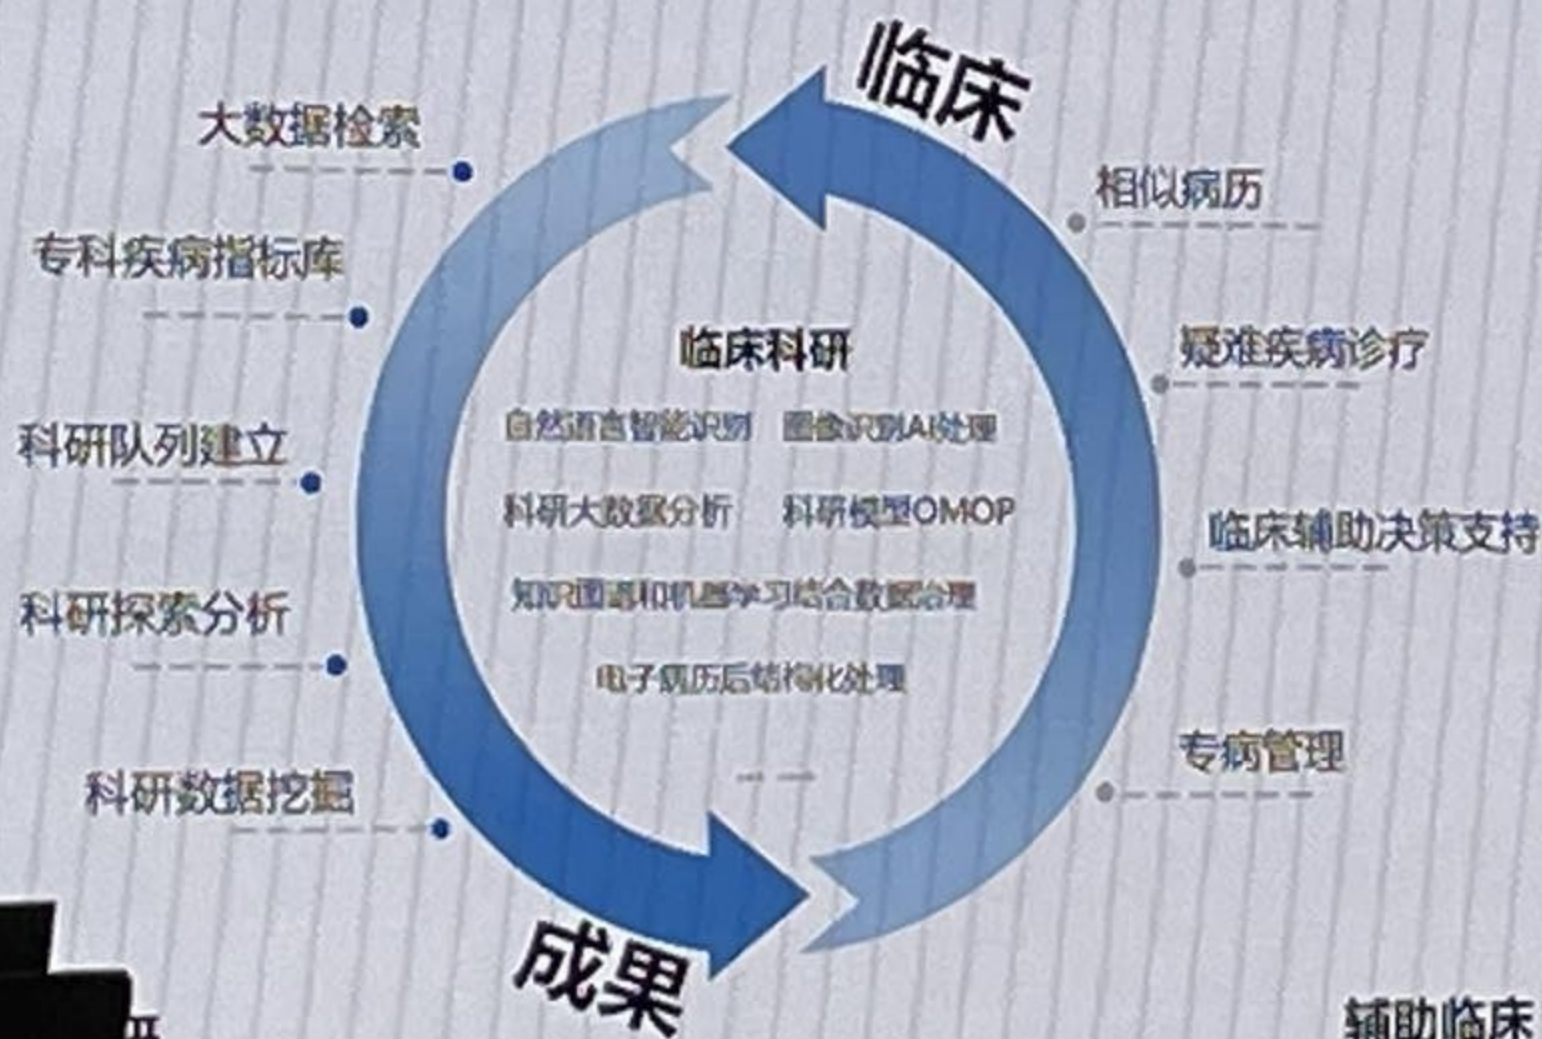 临床
大数据检索
相似病历
专科疾病指标库
疑难疾病诊疗
临床科研
自然语言智能识别 图像识别AI处理
科研队列建立
科研大数据分析 科研模型OMOP
临床辅助决策支持
知识图谱和机器学习结合数据治理
科研探索分析
电子病历后结构化处理
专病管理
科研数据挖掘
成果
辅助临床